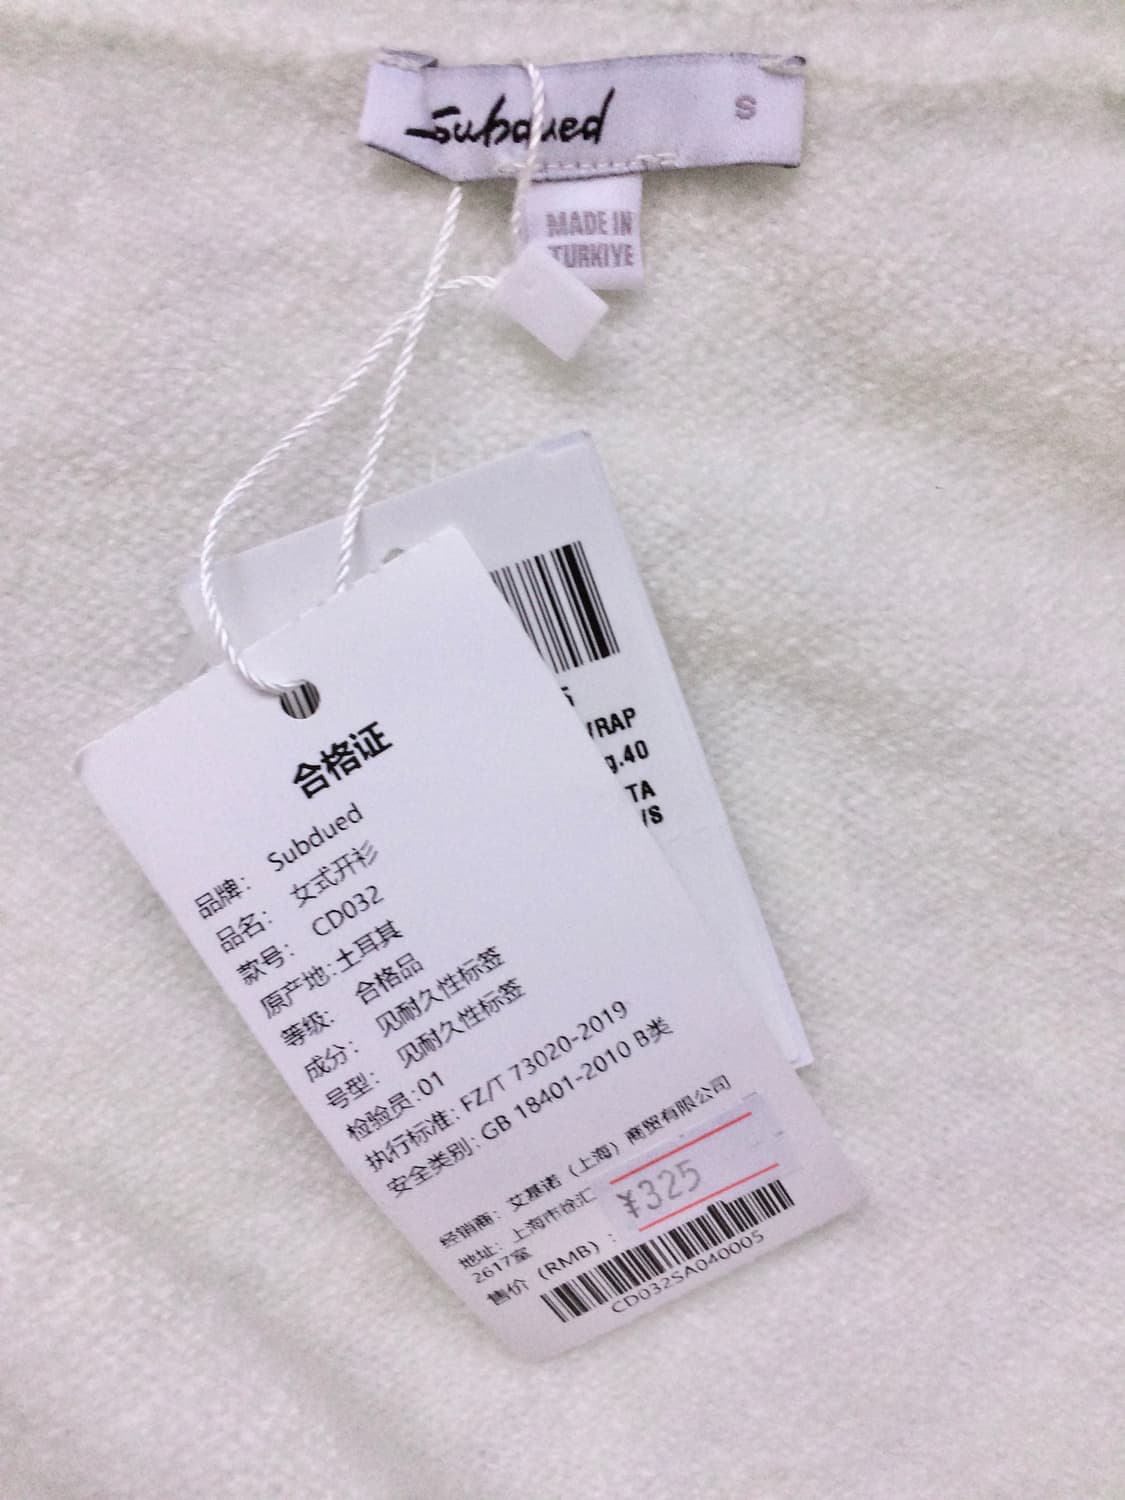 Subdued S
MADE IN
TURKIYE
合格证
品牌: Subdued
品名: 女式开衫
款号: CD032
原产地:土耳其
等级: 合格品
成分: 见耐久性标签
号型: 见耐久性标签
检验员:01
执行标准: FZ/T 73020-2019
安全类别: GB 18401-2010 B类
经销商: 艾基诺（上海）商贸有限公司
地址: 上海市徐汇
2617室
售价（RMB）: ¥325
CD032SA040005
g.40